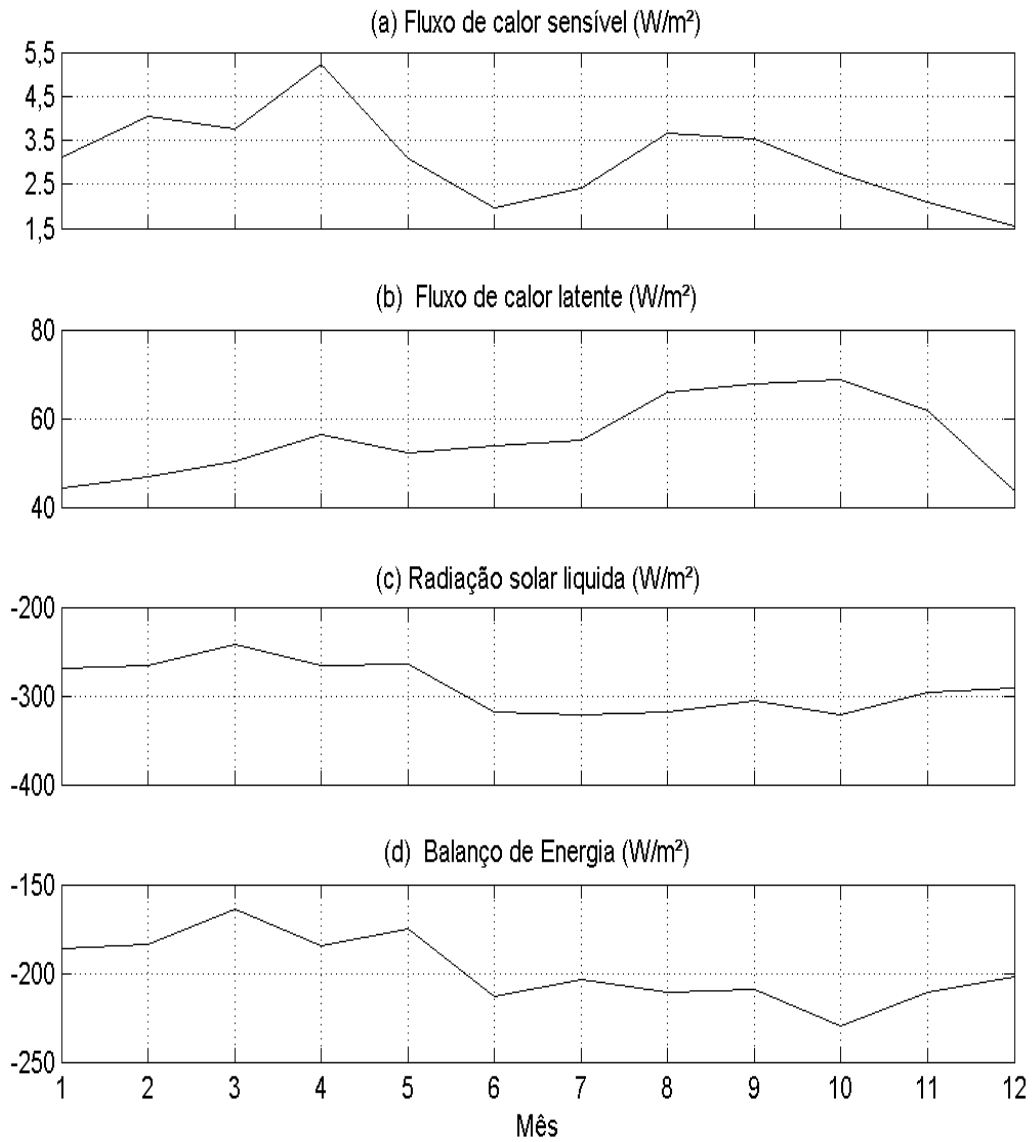 (a) Fluxo de calor sensível (W/m²)
5,5
4,5
3,5
2,5
1,5
(b) Fluxo de calor latente (W/m²)
80
60
40
(c) Radiação solar liquida (W/m²)
-200
-300
-400
(d) Balanço de Energia (W/m²)
-150
-200
-250
1 2 3 4 5 6 7 8 9 10 11 12
Mês